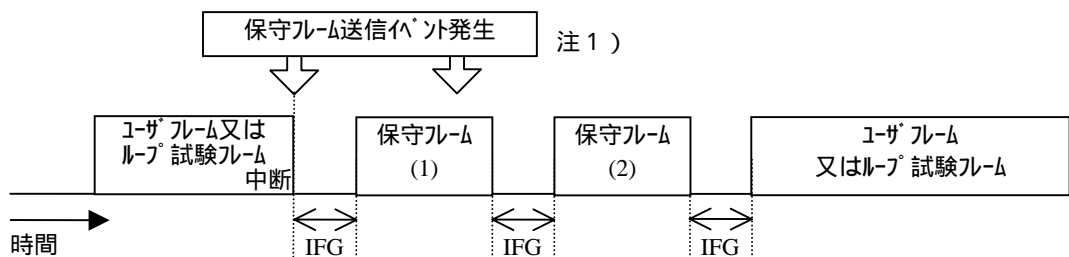 保守ﾌﾚｰﾑ送信ｲﾍﾞﾝﾄ発生
注１）
ﾕｰｻﾞﾌﾚｰﾑ又は
ﾙｰﾌﾟ試験ﾌﾚｰﾑ
中断
保守ﾌﾚｰﾑ
(1)
保守ﾌﾚｰﾑ
(2)
ﾕｰｻﾞﾌﾚｰﾑ
又はﾙｰﾌﾟ試験ﾌﾚｰﾑ
時間
IFG
IFG
IFG